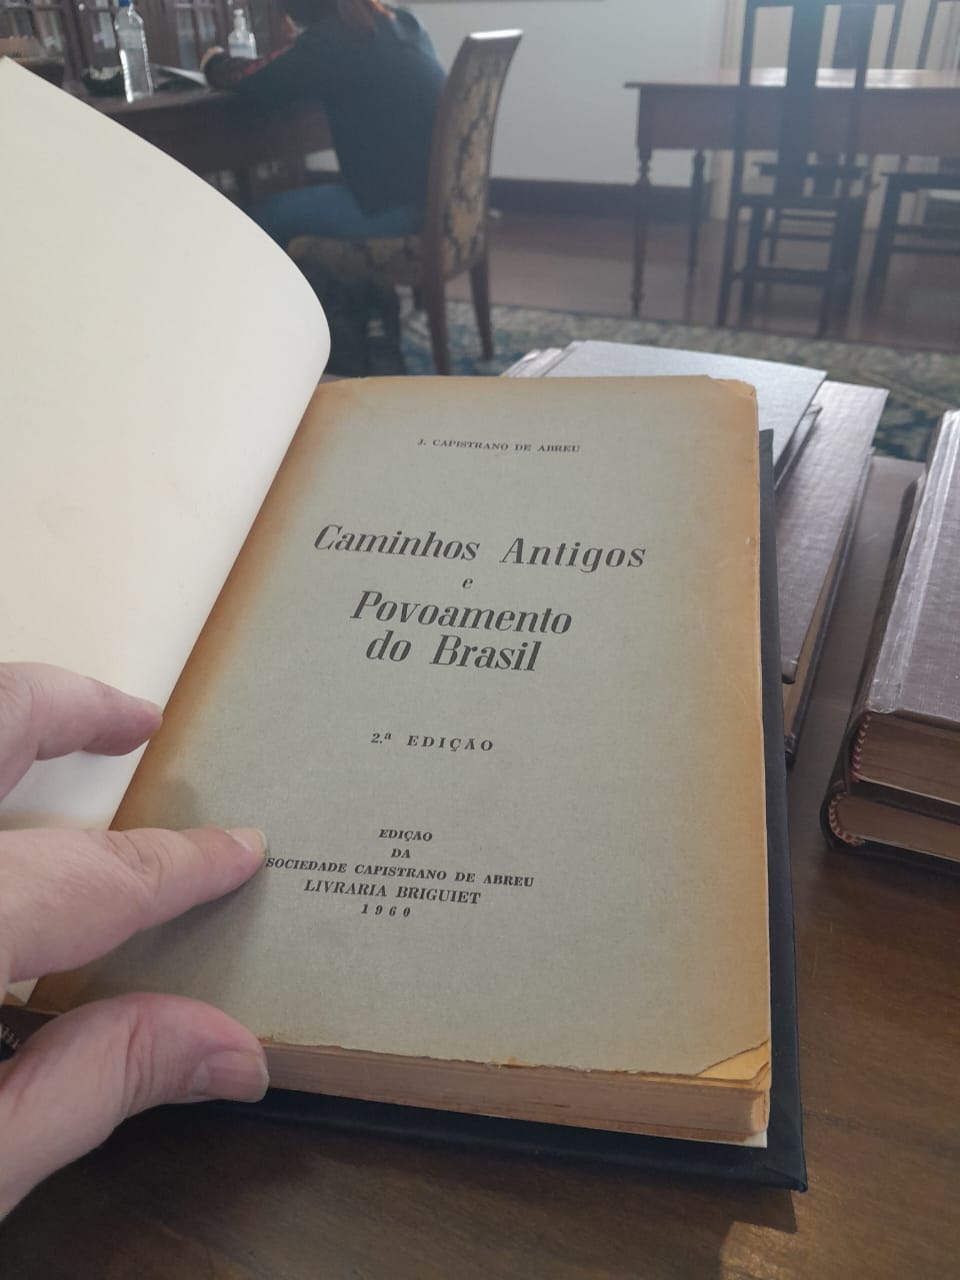 J. CAPISTRANO DE ABREU
Caminhos Antigos
e
Povoamento
do Brasil
2.ª EDIÇÃO
EDIÇÃO
DA
SOCIEDADE CAPISTRANO DE ABREU
LIVRARIA BRIGUIET
1960